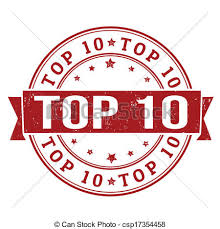 TOP 10 ★ TOP 10
TOP 10
TOP 10 ★ TOP 10
© Can Stock Photo - csp17354458